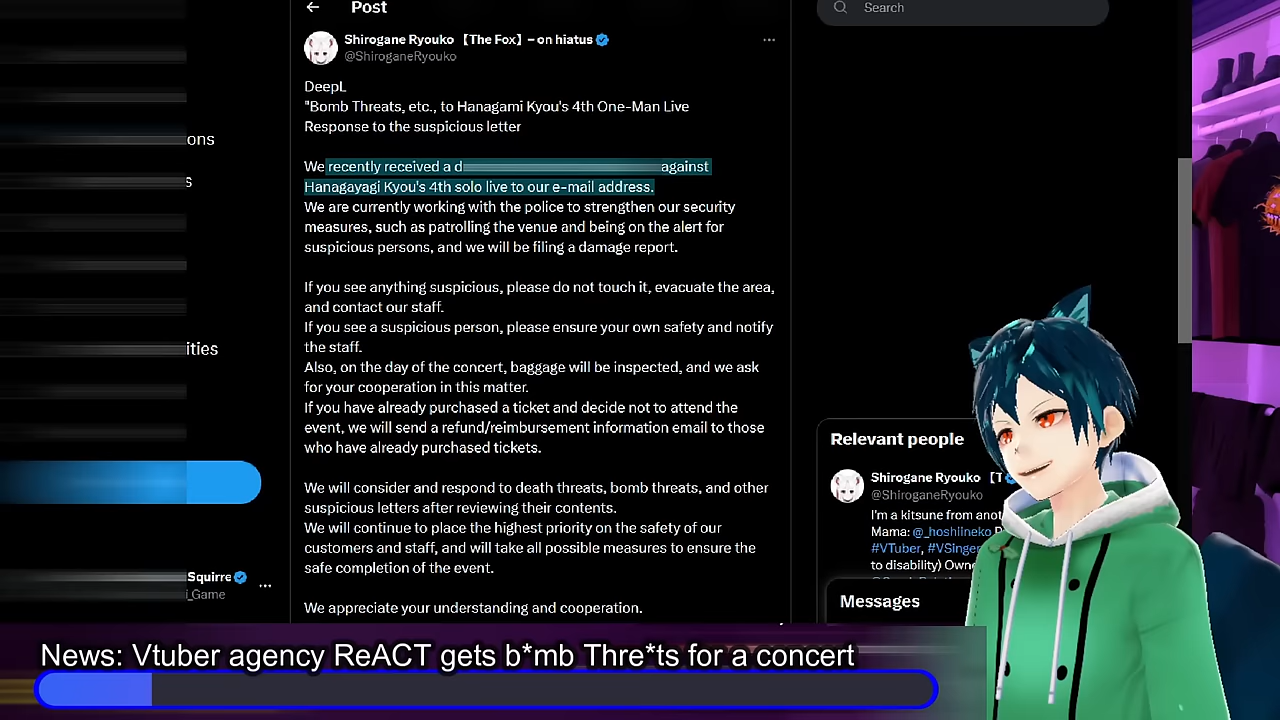 Post
Search
Shirogane Ryouko【The Fox】– on hiatus
@ShiroganeRyouko
DeepL
"Bomb Threats, etc., to Hanagami Kyou's 4th One-Man Live
Response to the suspicious letter
We recently received a d against
Hanagayagi Kyou's 4th solo live to our e-mail address.
We are currently working with the police to strengthen our security
measures, such as patrolling the venue and being on the alert for
suspicious persons, and we will be filing a damage report.
If you see anything suspicious, please do not touch it, evacuate the area,
and contact our staff.
If you see a suspicious person, please ensure your own safety and notify
the staff.
Also, on the day of the concert, baggage will be inspected, and we ask
for your cooperation in this matter.
If you have already purchased a ticket and decide not to attend the
event, we will send a refund/reimbursement information email to those
who have already purchased tickets.
We will consider and respond to death threats, bomb threats, and other
suspicious letters after reviewing their contents.
We will continue to place the highest priority on the safety of our
customers and staff, and will take all possible measures to ensure the
safe completion of the event.
We appreciate your understanding and cooperation.
ons
s
ities
Squirre
i_Game
Relevant people
Shirogane Ryouko 【T
@ShiroganeRyouko
I'm a kitsune from anot
Mama: @_hoshiineko P
#VTuber, #VSinger
to disability) Owne
Messages
News: Vtuber agency ReACT gets b*mb Thre*ts for a concert